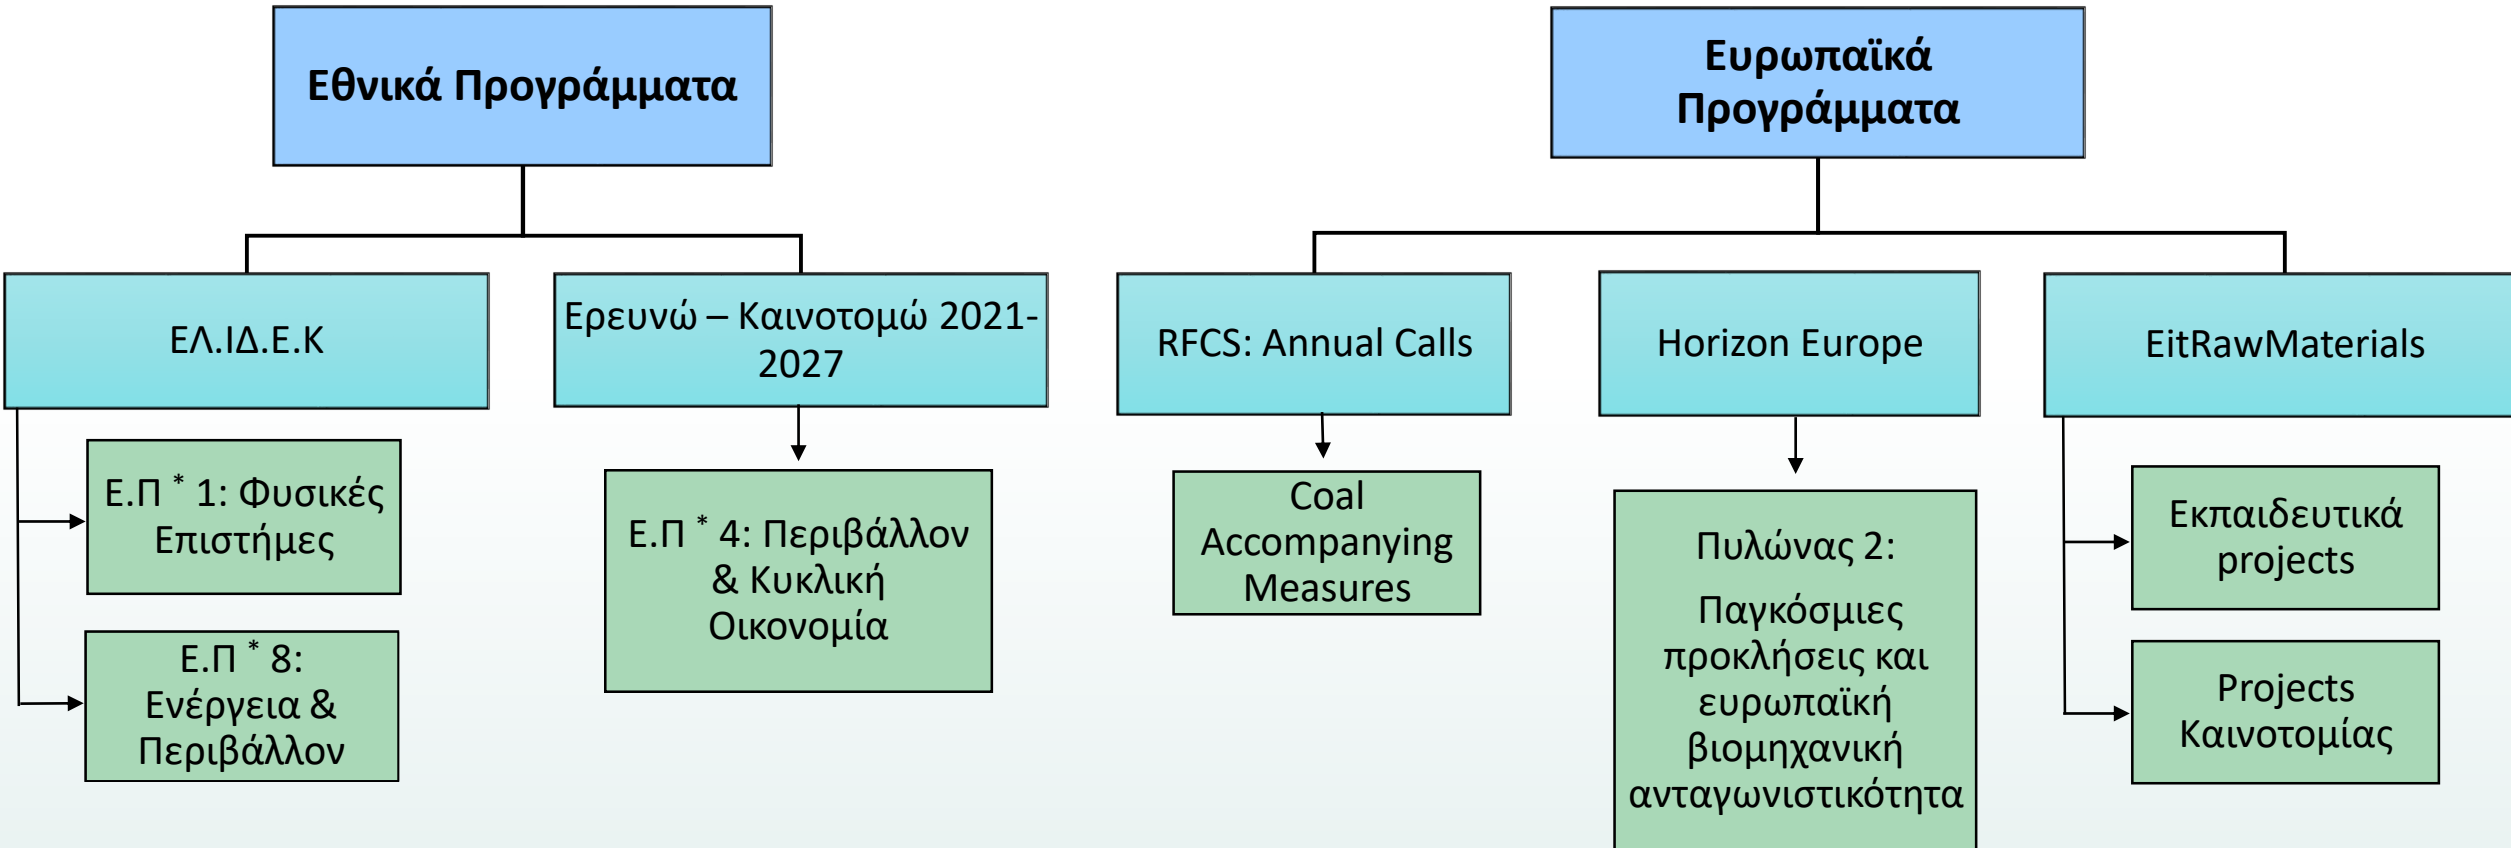 Εθνικά Προγράμματα
Ευρωπαϊκά
Προγράμματα
ΕΛ.ΙΔ.Ε.Κ
Ερευνώ – Καινοτομώ 2021-
2027
RFCS: Annual Calls
Horizon Europe
EitRawMaterials
Ε.Π * 1: Φυσικές
Επιστήμες
Ε.Π * 8:
Ενέργεια &
Περιβάλλον
Ε.Π * 4: Περιβάλλον
& Κυκλική
Οικονομία
Coal
Accompanying
Measures
Πυλώνας 2:
Παγκόσμιες
προκλήσεις και
ευρωπαϊκή
βιομηχανική
ανταγωνιστικότητα
Εκπαιδευτικά
projects
Projects
Καινοτομίας